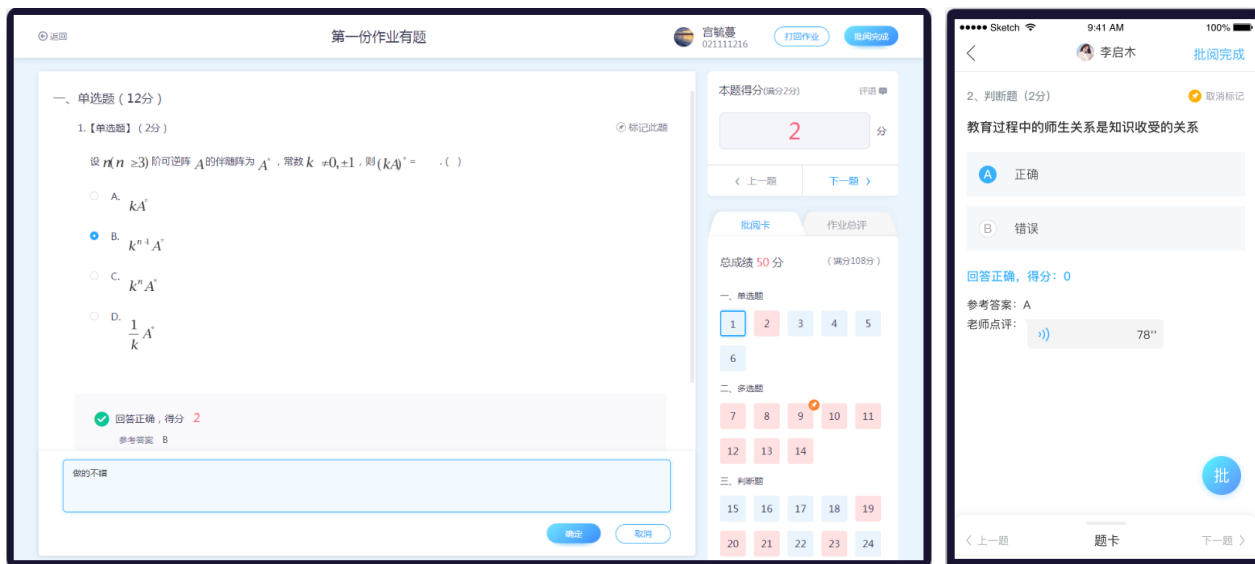 返回
第一份作业有题
宫毓蔓
021111216
打回作业
批阅完成
一、单选题（12分）
1.【单选题】（2分）
标记此题
设 n(n ≥3) 阶可逆阵 A 的伴随阵为 A*，常数 k ≠0,±1，则 (kA)* = .( )
A. kA*
B. kⁿ⁻¹A*
C. kⁿA*
D. 1/k A*
回答正确，得分 2
参考答案 B
做的不错
确定
取消
本题得分(满分2分)
评语
2 分
< 上一题
下一题 >
批阅卡
作业总评
总成绩 50 分
（满分108分）
一、单选题
1 2 3 4 5
6
二、多选题
7 8 9 10 11
12 13 14
三、判断题
15 16 17 18 19
20 21 22 23 24
Sketch
9:41 AM
100%
李启木
批阅完成
2、判断题（2分）
取消标记
教育过程中的师生关系是知识收受的关系
A 正确
B 错误
回答正确，得分：0
参考答案：A
老师点评：
78''
批
< 上一题
题卡
下一题 >